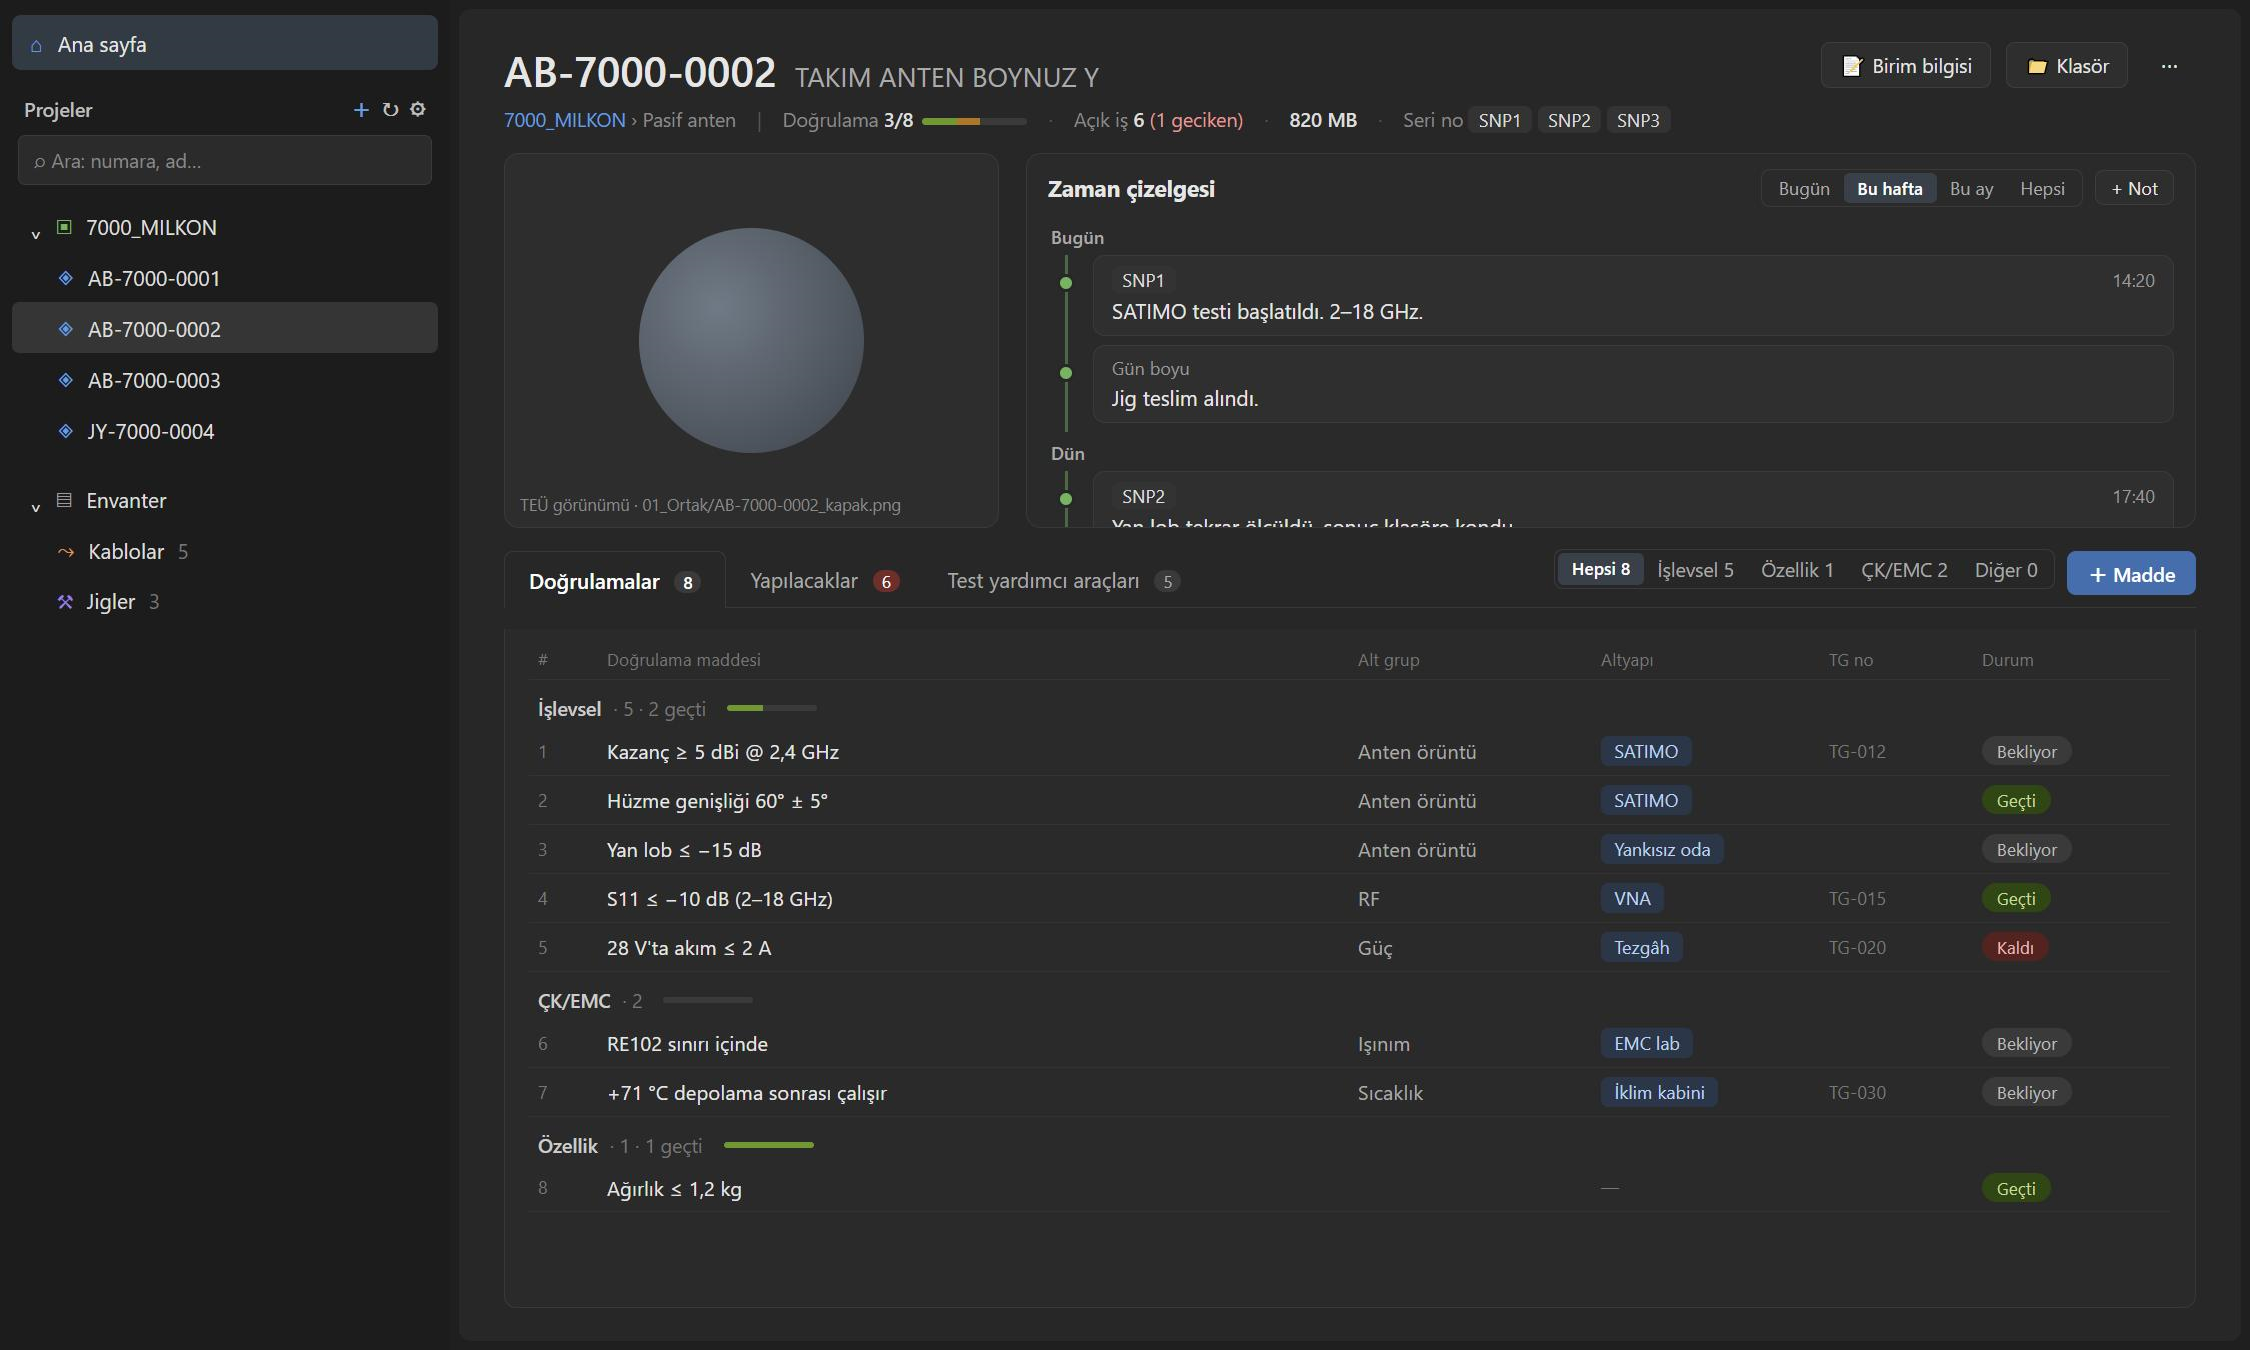 Ana sayfa
Projeler
Ara: numara, ad...
7000_MILKON
AB-7000-0001
AB-7000-0002
AB-7000-0003
JY-7000-0004
Envanter
Kablolar 5
Jigler 3
AB-7000-0002 TAKIM ANTEN BOYNUZ Y
Birim bilgisi
Klasör
...
7000_MILKON › Pasif anten | Doğrulama 3/8 · Açık iş 6 (1 geciken) · 820 MB · Seri no SNP1 SNP2 SNP3
TEÜ görünümü · 01_Ortak/AB-7000-0002_kapak.png
Zaman çizelgesi
Bugün Bu hafta Bu ay Hepsi
+ Not
Bugün
SNP1 14:20
SATIMO testi başlatıldı. 2–18 GHz.
Gün boyu
Jig teslim alındı.
Dün
SNP2 17:40
Yan lob tekrar ölçüldü, sonuç klasöre kondu.
Doğrulamalar 8 Yapılacaklar 6 Test yardımcı araçları 5
Hepsi 8 İşlevsel 5 Özellik 1 ÇK/EMC 2 Diğer 0
+ Madde
# Doğrulama maddesi Alt grup Altyapı TG no Durum
İşlevsel · 5 · 2 geçti
1 Kazanç ≥ 5 dBi @ 2,4 GHz Anten örüntü SATIMO TG-012 Bekliyor
2 Hüzme genişliği 60° ± 5° Anten örüntü SATIMO Geçti
3 Yan lob ≤ −15 dB Anten örüntü Yankısız oda Bekliyor
4 S11 ≤ −10 dB (2–18 GHz) RF VNA TG-015 Geçti
5 28 V'ta akım ≤ 2 A Güç Tezgâh TG-020 Kaldı
ÇK/EMC · 2
6 RE102 sınırı içinde Işınım EMC lab Bekliyor
7 +71 °C depolama sonrası çalışır Sıcaklık İklim kabini TG-030 Bekliyor
Özellik · 1 · 1 geçti
8 Ağırlık ≤ 1,2 kg — Geçti